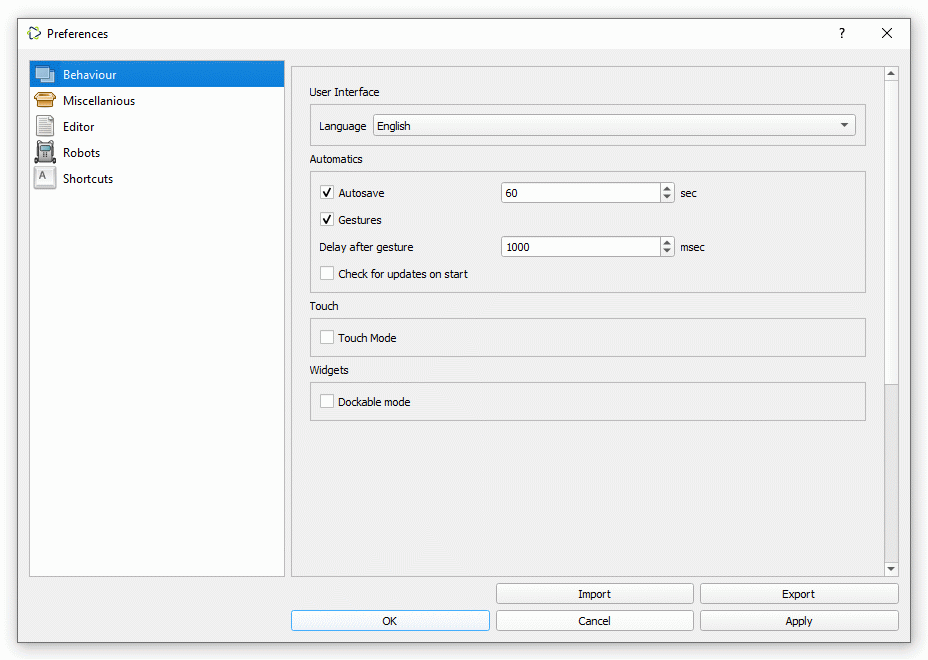 Preferences
?
Behaviour
Miscellanious
Editor
Robots
A
Shortcuts
User Interface
Language English
Automatics
Autosave 60 sec
Gestures
Delay after gesture 1000 msec
Check for updates on start
Touch
Touch Mode
Widgets
Dockable mode
Import Export
OK Cancel Apply